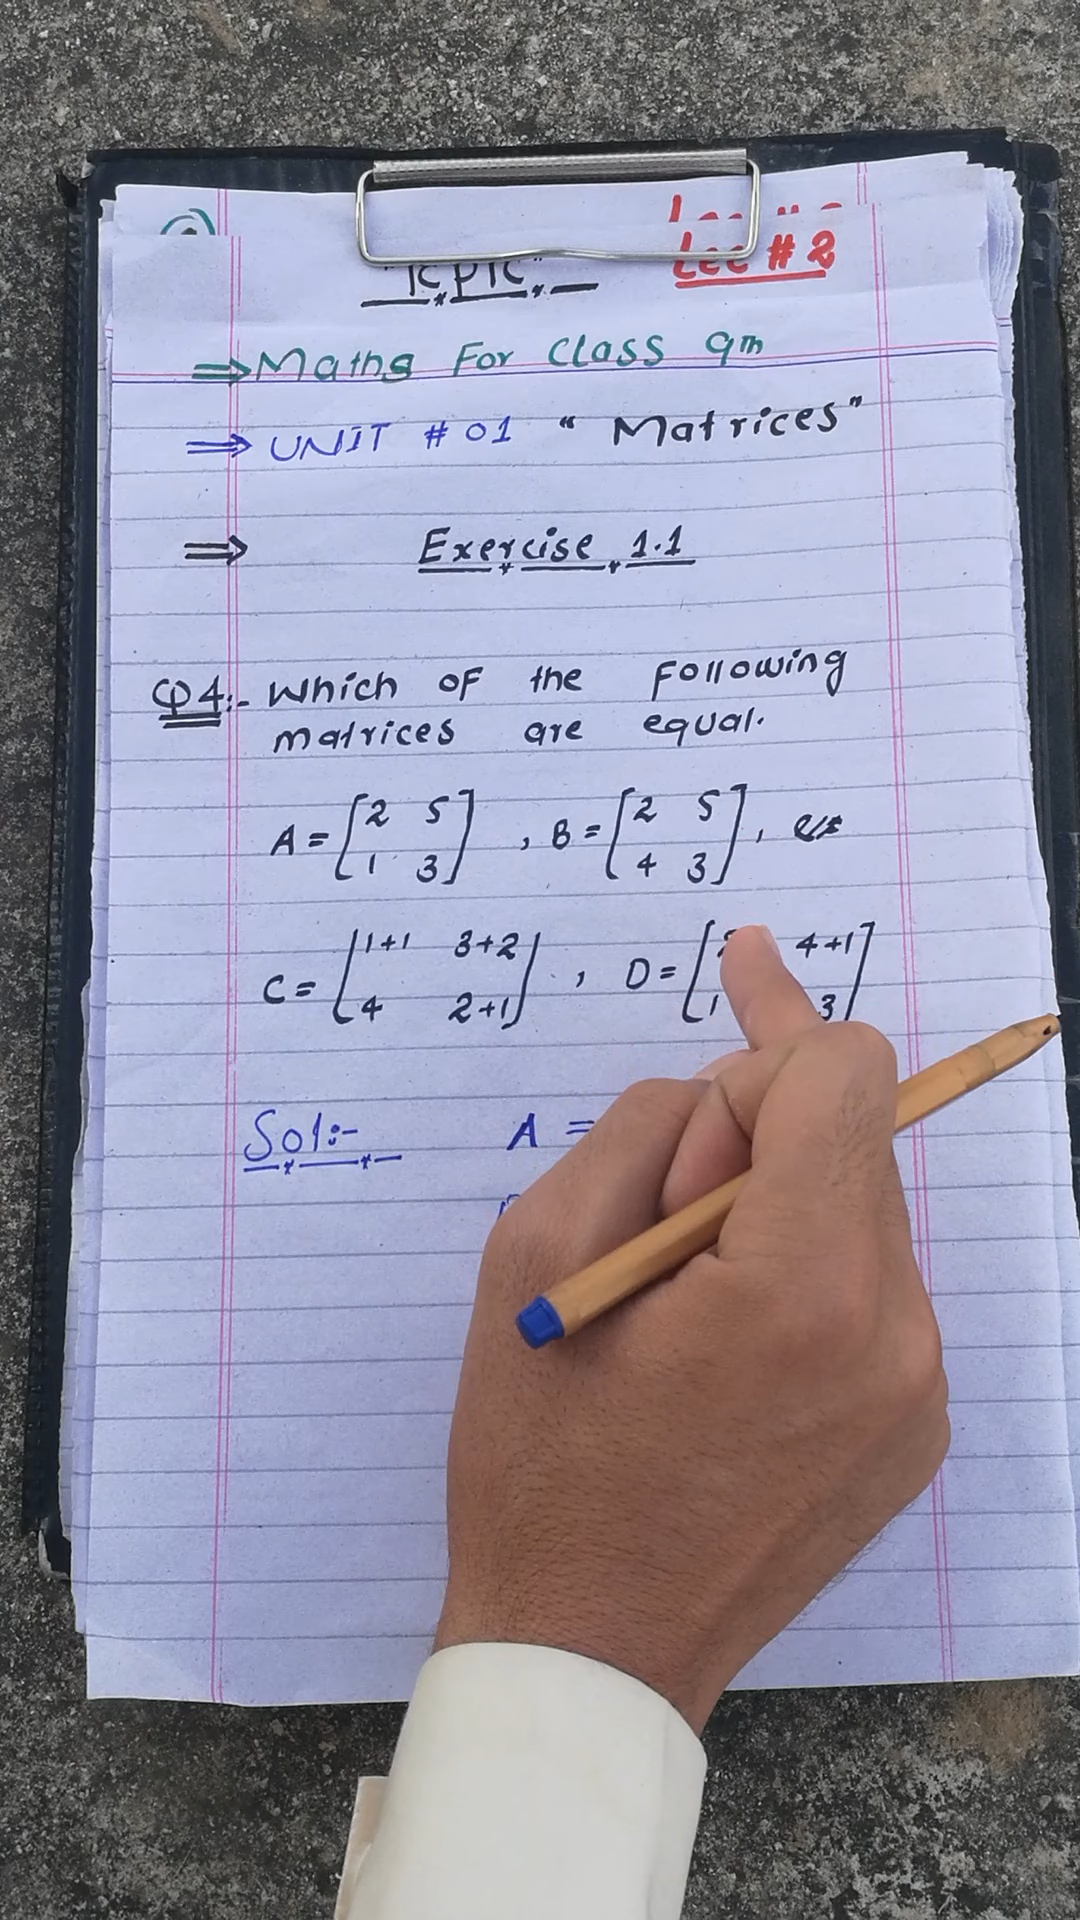 "Topic"
Lec # 2
⇒ Maths For Class 9th
⇒ UNIT # 01 " Matrices"
⇒ Exercise 1.1
Q4:- Which of the following
matrices are equal.
A = [2 5 , B = [2 5 ,
1 3] 4 3]
C = [1+1 3+2 , D = [ 4+1
4 2+1] 1 3]
Sol:- A =